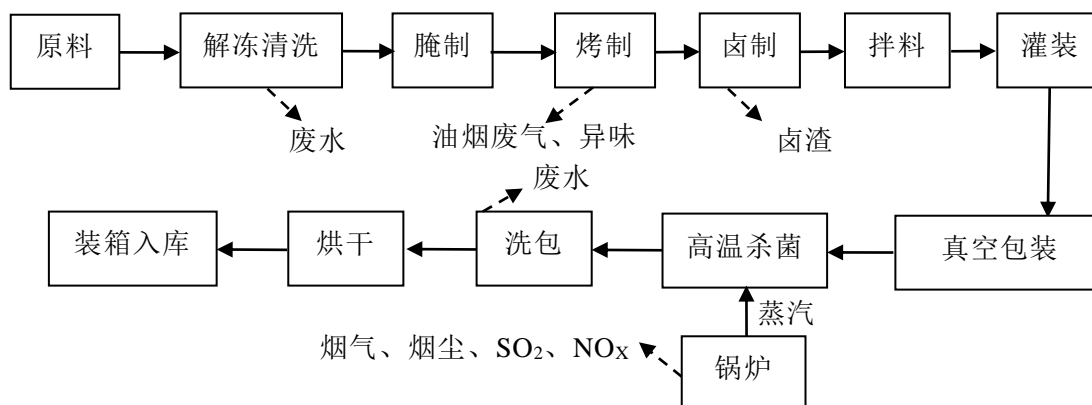 原料 解冻清洗 腌制 烤制 卤制 拌料 灌装
废水 油烟废气、异味 卤渣
废水
装箱入库 烘干 洗包 高温杀菌 真空包装
蒸汽
烟气、烟尘、SO₂、NOX 锅炉